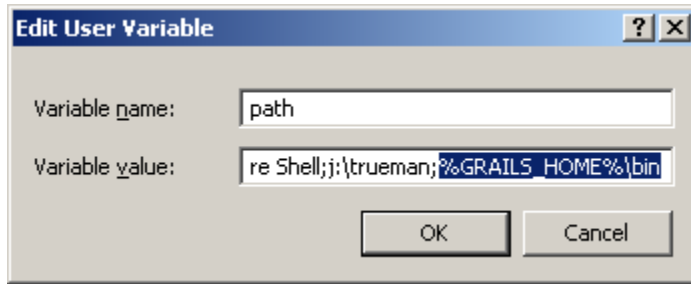 Edit User Variable
Variable name:
path
Variable value:
re Shell;j:\trueman;%GRAILS_HOME%\bin
OK
Cancel